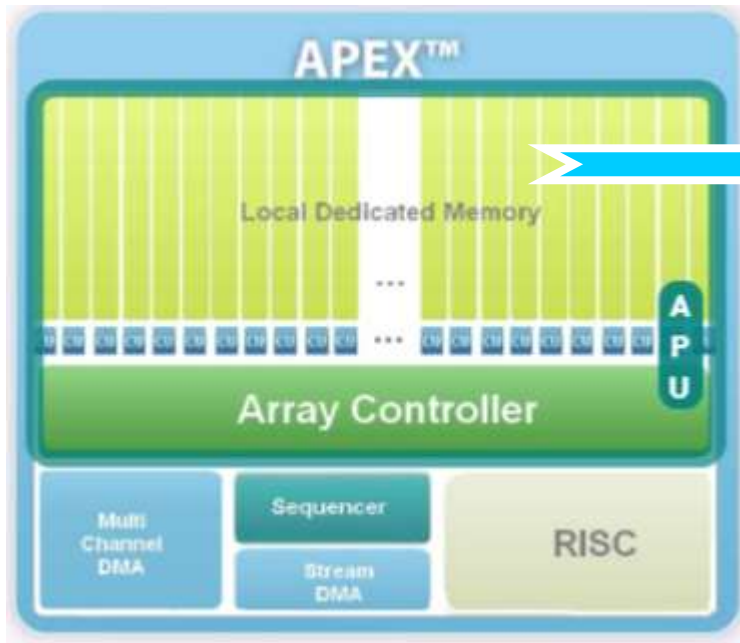 APEX™
Local Dedicated Memory
...
...
A
P
U
Array Controller
Multi
Channel
DMA
Sequencer
Stream
DMA
RISC